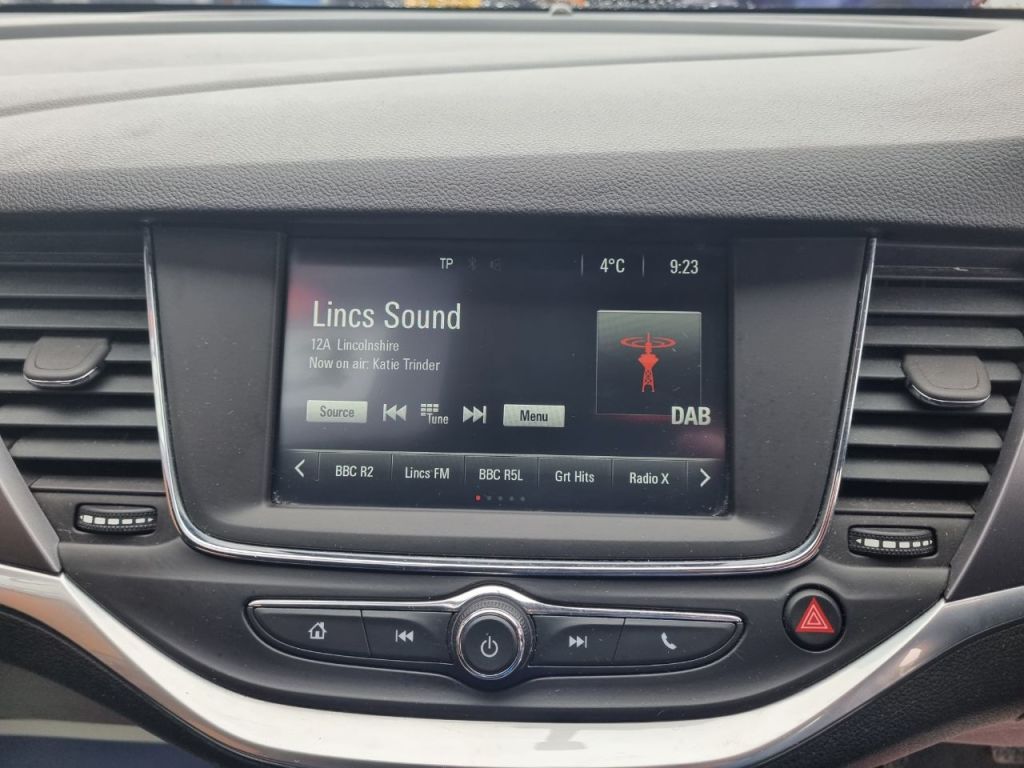 TP 4°C 9:23
Lincs Sound
12A Lincolnshire
Now on air: Katie Trinder
Source Tune Menu
DAB
BBC R2 Lincs FM BBC R5L Grt Hits Radio X